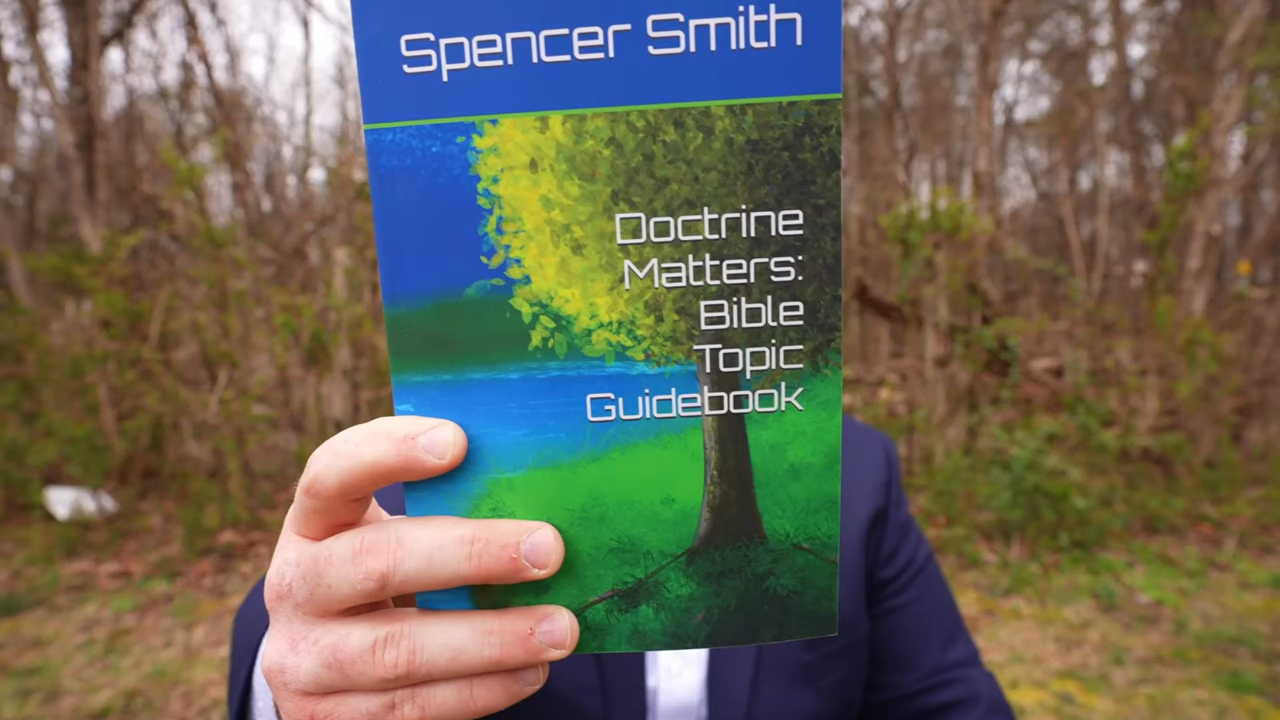 Spencer Smith
Doctrine
Matters:
Bible
Topic
Guidebook